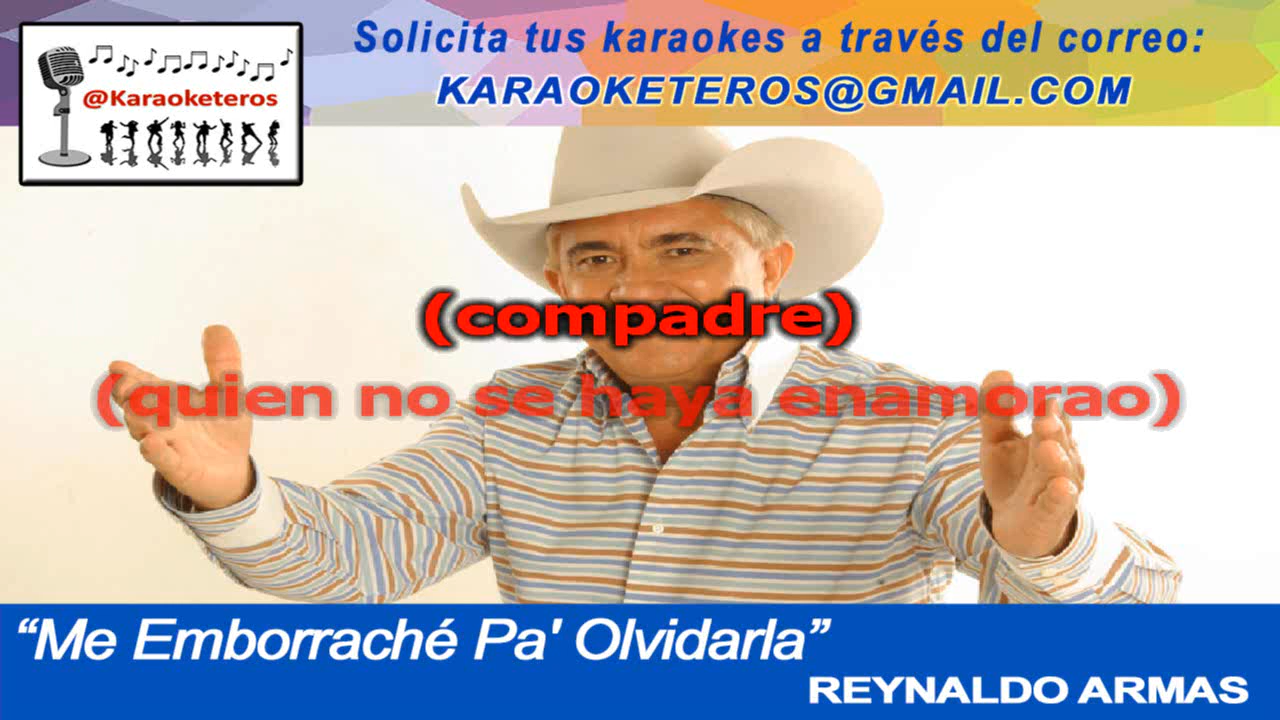 @Karaoketeros
Solicita tus karaokes a través del correo:
KARAOKETEROS@GMAIL.COM
(compadre)
(quien no se haya enamorao)
“Me Emborraché Pa' Olvidarla”
REYNALDO ARMAS